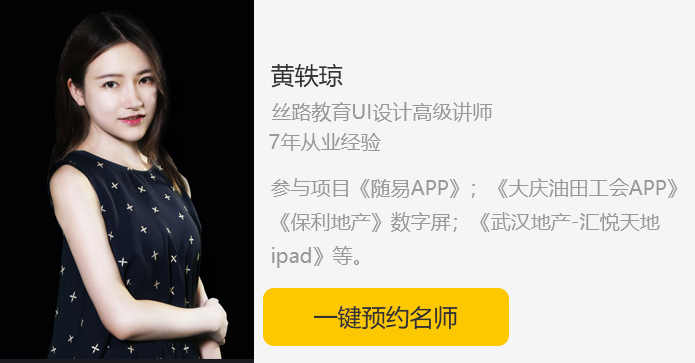 黄轶琼
丝路教育UI设计高级讲师
7年从业经验
参与项目《随易APP》；《大庆油田工会APP》
《保利地产》数字屏；《武汉地产-汇悦天地
ipad》等。
一键预约名师